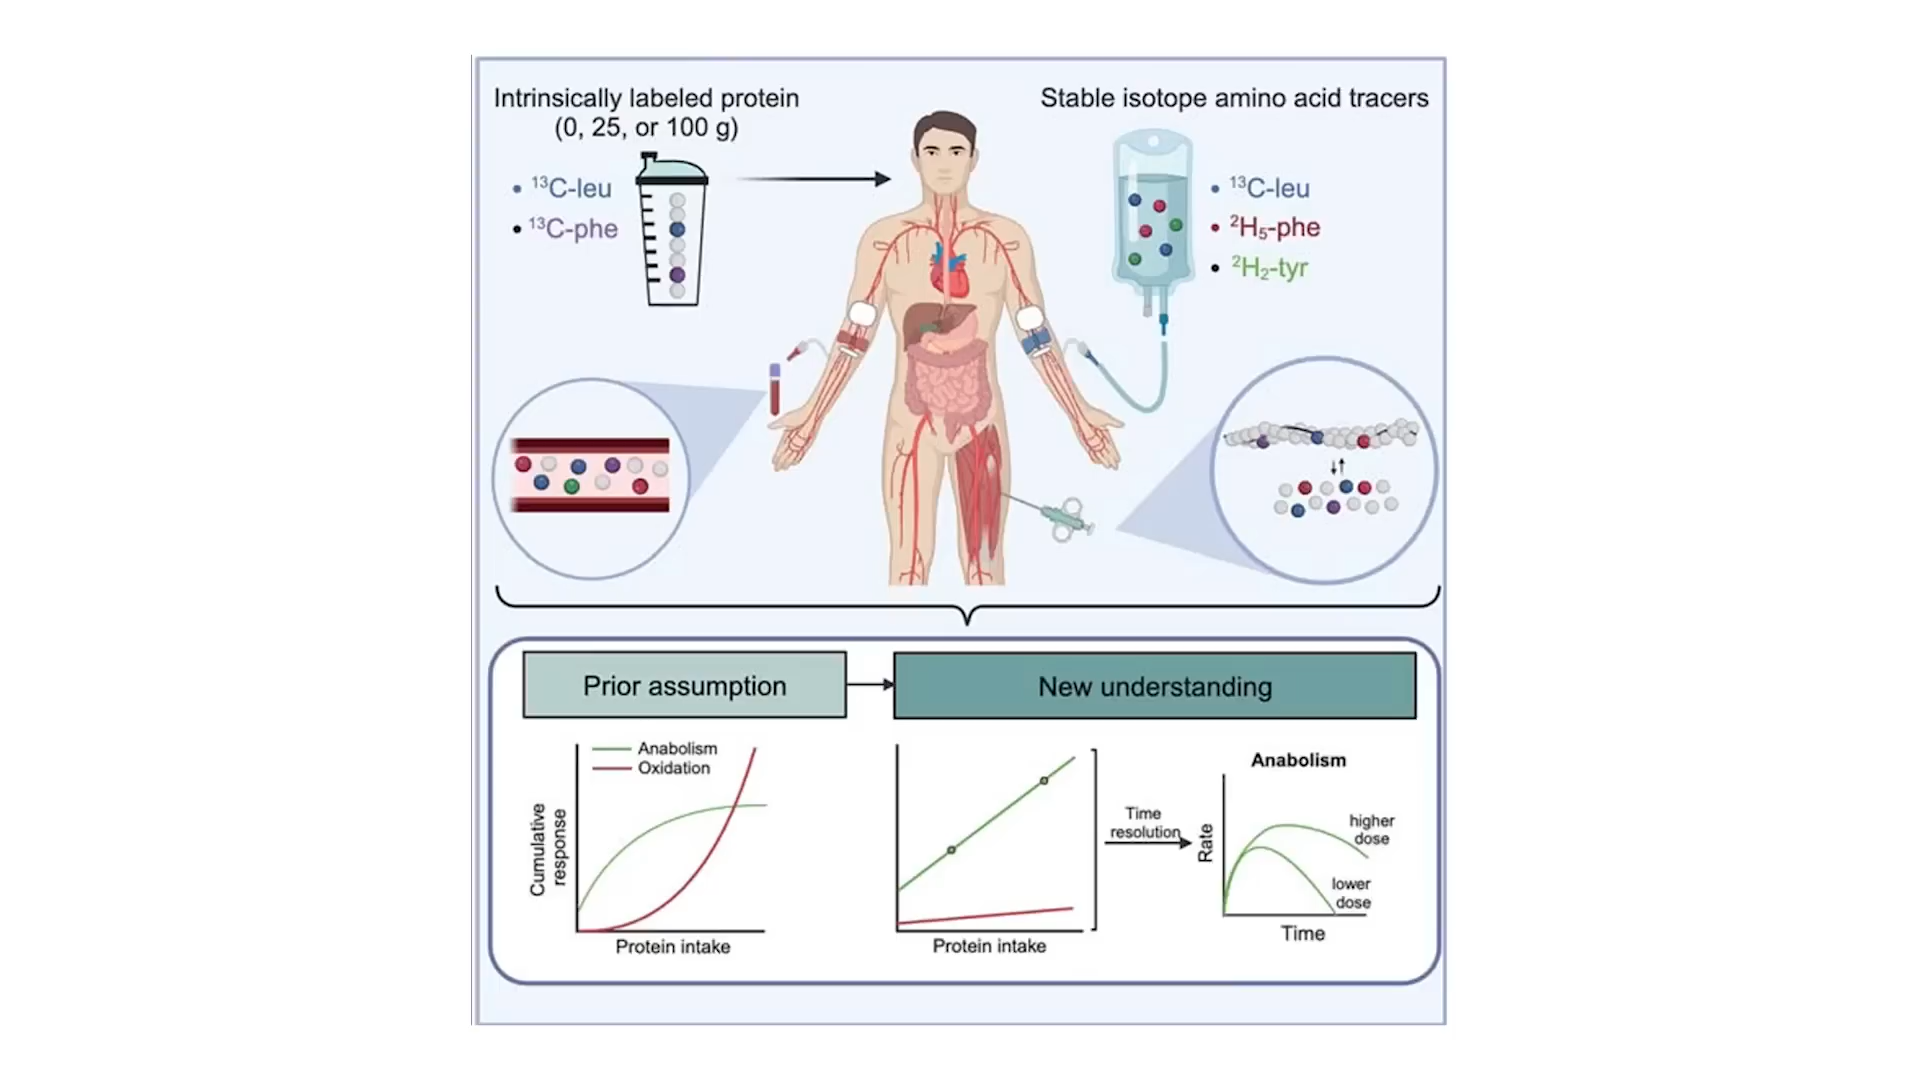 Intrinsically labeled protein
(0, 25, or 100 g)
• ¹³C-leu
• ¹³C-phe
Stable isotope amino acid tracers
• ¹³C-leu
• ²H₅-phe
• ²H₂-tyr
Prior assumption
New understanding
Anabolism
Oxidation
Cumulative
response
Protein intake
Protein intake
Time
resolution
Anabolism
Rate
higher
dose
lower
dose
Time